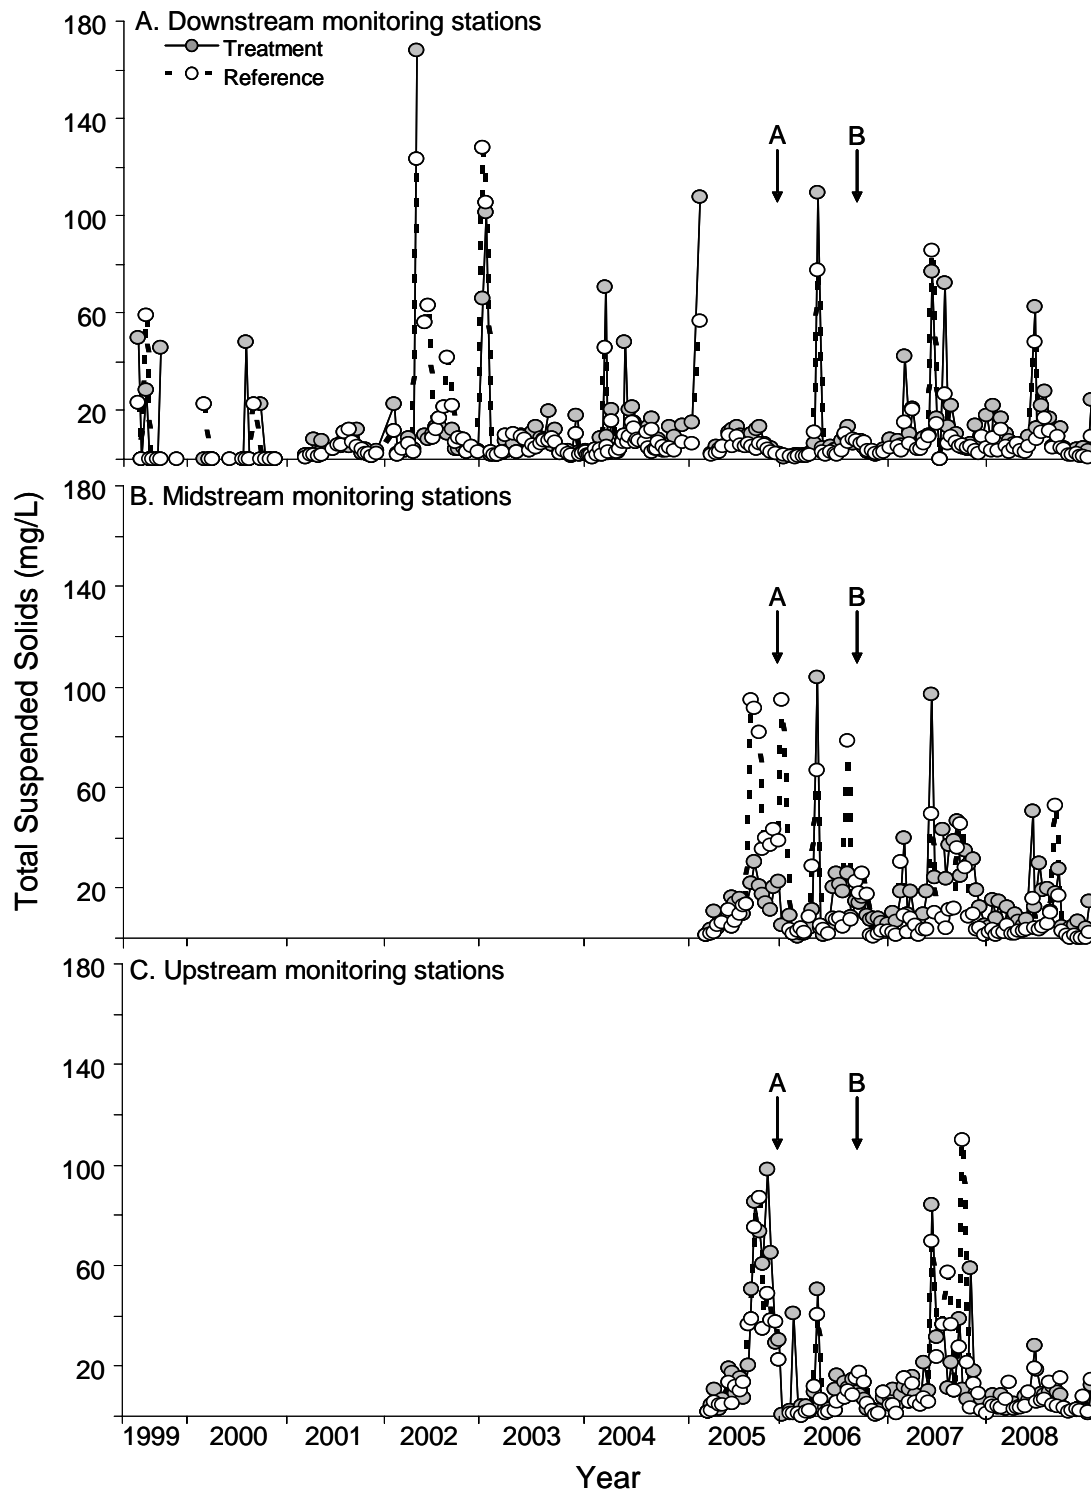 A. Downstream monitoring stations
Treatment
Reference
180
140
100
60
20
A
B
B. Midstream monitoring stations
180
140
100
60
20
A
B
C. Upstream monitoring stations
180
140
100
60
20
A
B
Total Suspended Solids (mg/L)
1999 2000 2001 2002 2003 2004 2005 2006 2007 2008
Year